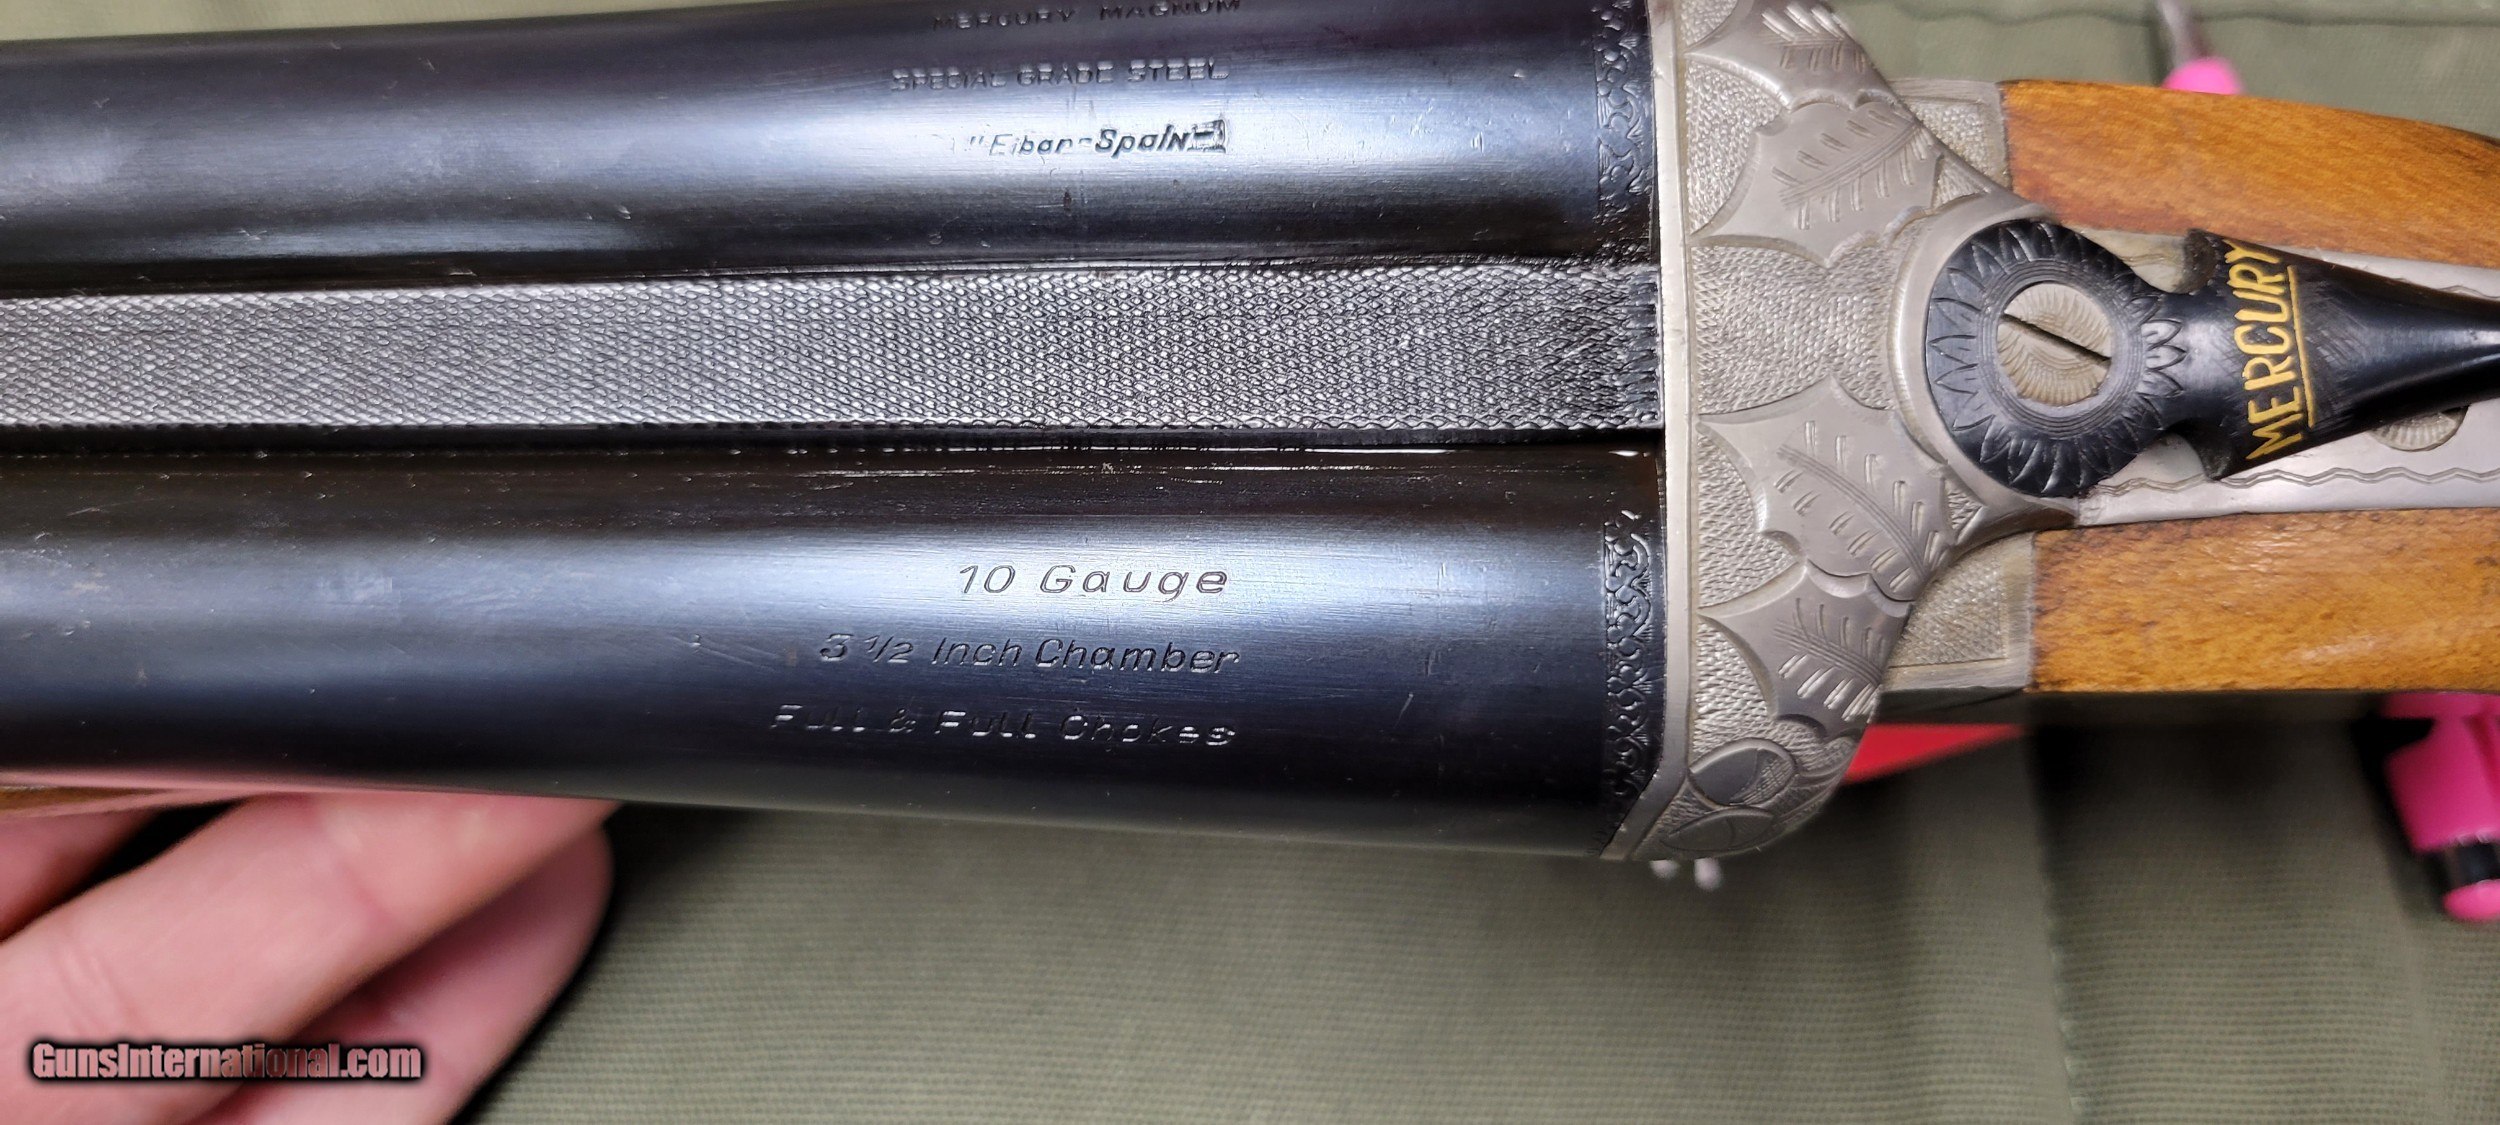 MERCURY MAGNUM
SPECIAL GRADE STEEL
"Eibar-Spain
MERCURY
10 Gauge
3 1/2 Inch Chamber
Full & Full Chokes
GunsInternational.com